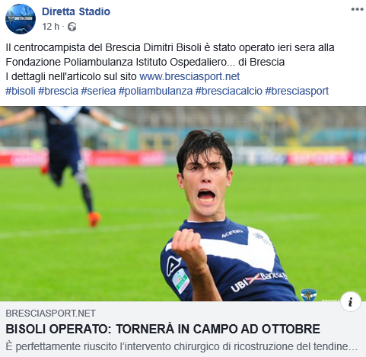 Diretta Stadio
12 h ·
Il centrocampista del Brescia Dimitri Bisoli è stato operato ieri sera alla
Fondazione Poliambulanza Istituto Ospedaliero... di Brescia
I dettagli nell'articolo sul sito www.bresciasport.net
#bisoli #brescia #seriea #poliambulanza #bresciacalcio #bresciasport
UBI
BRESCIASPORT.NET
BISOLI OPERATO: TORNERÀ IN CAMPO AD OTTOBRE
È perfettamente riuscito l'intervento chirurgico di ricostruzione del tendine...